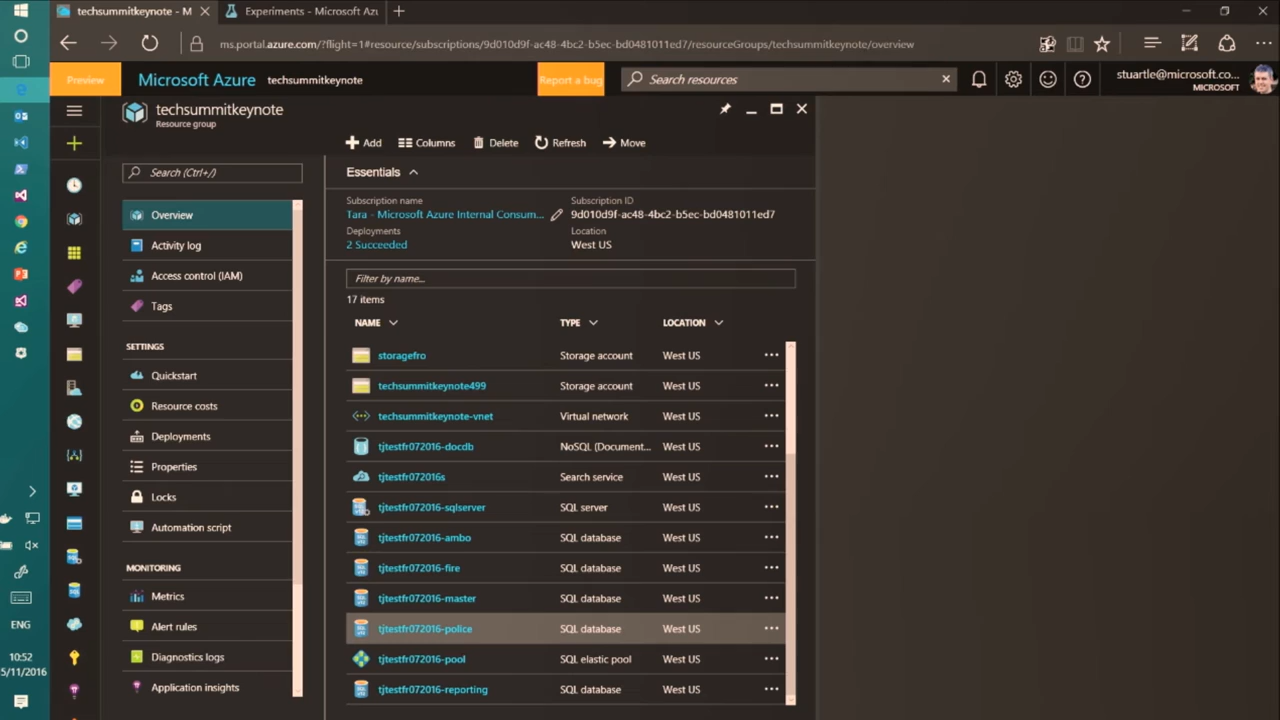 techsummitkeynote - M
Experiments - Microsoft Azu
ms.portal.azure.com/?flight=1#resource/subscriptions/9d010d9f-ac48-4bc2-b5ec-bd0481011ed7/resourceGroups/techsummitkeynote/overview
Preview
Microsoft Azure techsummitkeynote
Report a bug
Search resources
stuartle@microsoft.co...
MICROSOFT
techsummitkeynote
Resource group
Add Columns Delete Refresh Move
Search (Ctrl+/)
Overview
Activity log
Access control (IAM)
Tags
SETTINGS
Quickstart
Resource costs
Deployments
Properties
Locks
Automation script
MONITORING
Metrics
Alert rules
Diagnostics logs
Application insights
Essentials
Subscription name Subscription ID
Tara - Microsoft Azure Internal Consum... 9d010d9f-ac48-4bc2-b5ec-bd0481011ed7
Deployments Location
2 Succeeded West US
Filter by name...
17 items
NAME TYPE LOCATION
storagefro Storage account West US ...
techsummitkeynote499 Storage account West US ...
techsummitkeynote-vnet Virtual network West US ...
tjtestfr072016-docdb NoSQL (Document... West US ...
tjtestfr072016s Search service West US ...
tjtestfr072016-sqlserver SQL server West US ...
tjtestfr072016-ambo SQL database West US ...
tjtestfr072016-fire SQL database West US ...
tjtestfr072016-master SQL database West US ...
tjtestfr072016-police SQL database West US ...
tjtestfr072016-pool SQL elastic pool West US ...
tjtestfr072016-reporting SQL database West US ...
ENG
10:52
5/11/2016